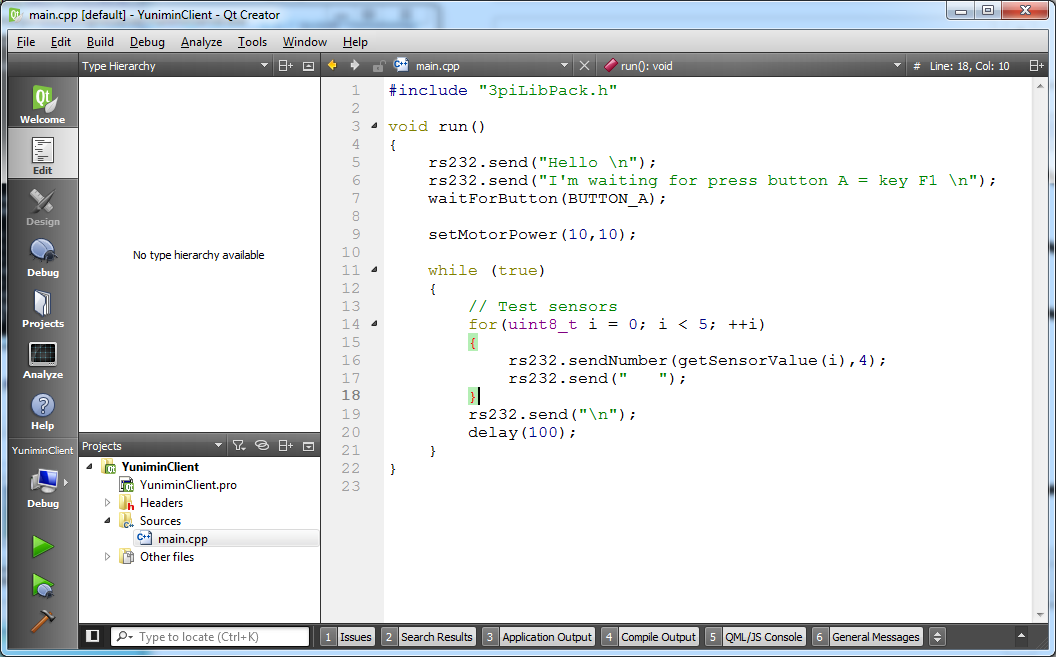 main.cpp [default] - YuniminClient - Qt Creator
File Edit Build Debug Analyze Tools Window Help
Type Hierarchy
main.cpp
run(): void
# Line: 18, Col: 10
Welcome
Edit
Design
Debug
Projects
Analyze
Help
YuniminClient
Debug
No type hierarchy available
1 #include "3piLibPack.h"
2
3 void run()
4 {
5 rs232.send("Hello \n");
6 rs232.send("I'm waiting for press button A = key F1 \n");
7 waitForButton(BUTTON_A);
8
9 setMotorPower(10,10);
10
11 while (true)
12 {
13 // Test sensors
14 for(uint8_t i = 0; i < 5; ++i)
15 {
16 rs232.sendNumber(getSensorValue(i),4);
17 rs232.send("   ");
18 }
19 rs232.send("\n");
20 delay(100);
21 }
22 }
23
Projects
YuniminClient
YuniminClient.pro
Headers
Sources
main.cpp
Other files
Type to locate (Ctrl+K)
1 Issues 2 Search Results 3 Application Output 4 Compile Output 5 QML/JS Console 6 General Messages